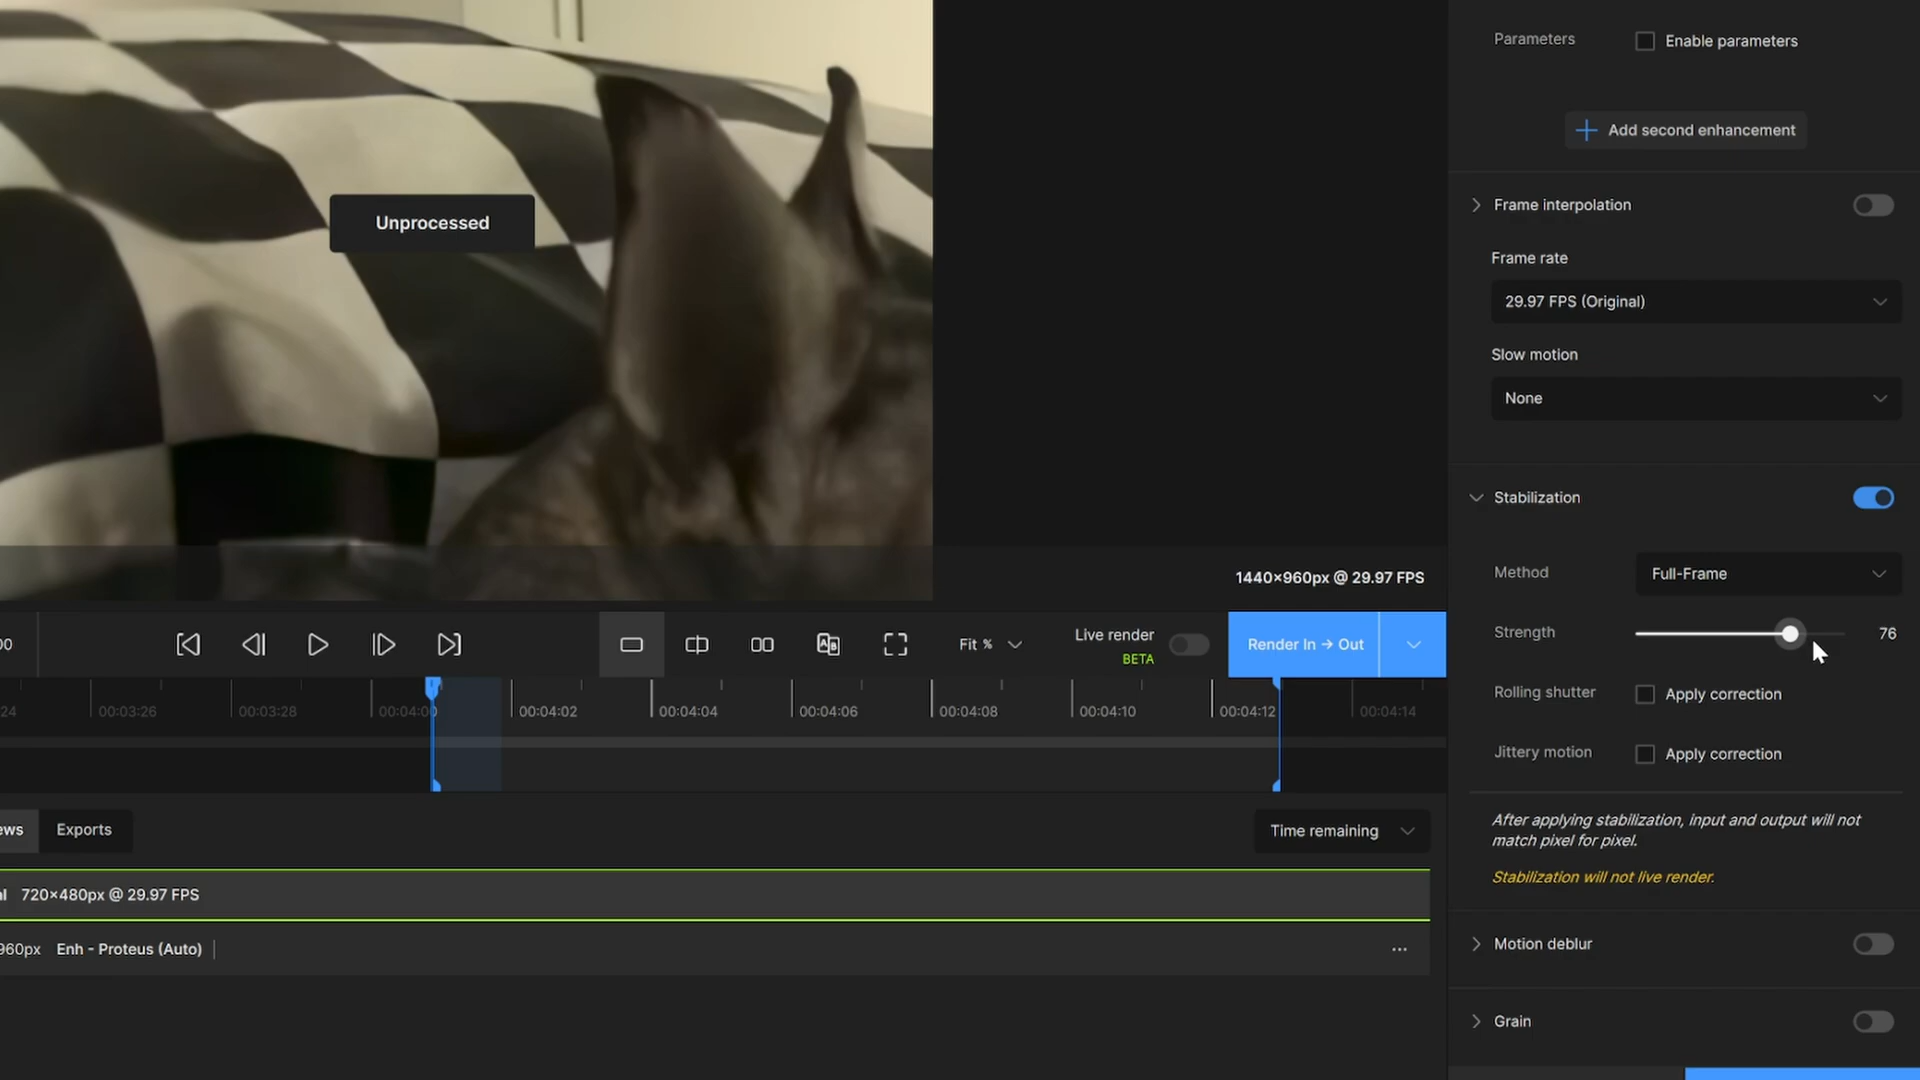 Parameters
Enable parameters
Add second enhancement
Unprocessed
Frame interpolation
Frame rate
29.97 FPS (Original)
Slow motion
None
Stabilization
Method
Full-Frame
1440×960px @ 29.97 FPS
Strength
76
00
Fit %
Live render
BETA
Render In → Out
Rolling shutter
Apply correction
24
00:03:26
00:03:28
00:04:00
00:04:02
00:04:04
00:04:06
00:04:08
00:04:10
00:04:12
00:04:14
Jittery motion
Apply correction
ews
Exports
Time remaining
After applying stabilization, input and output will not
match pixel for pixel.
Stabilization will not live render.
al 720×480px @ 29.97 FPS
960px Enh - Proteus (Auto)
Motion deblur
Grain